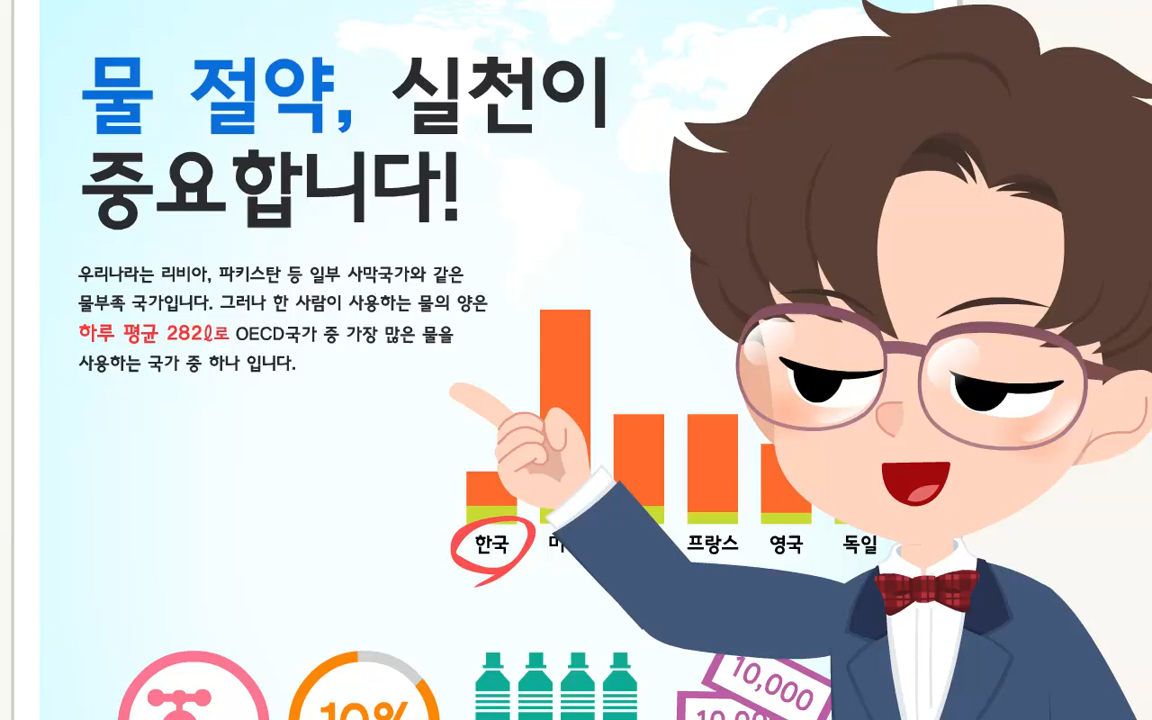 물 절약, 실천이
중요합니다!
우리나라는 리비아, 파키스탄 등 일부 사막국가와 같은
물부족 국가입니다. 그러나 한 사람이 사용하는 물의 양은
하루 평균 282ℓ로 OECD국가 중 가장 많은 물을
사용하는 국가 중 하나 입니다.
한국 프랑스 영국 독일
10% 10,000